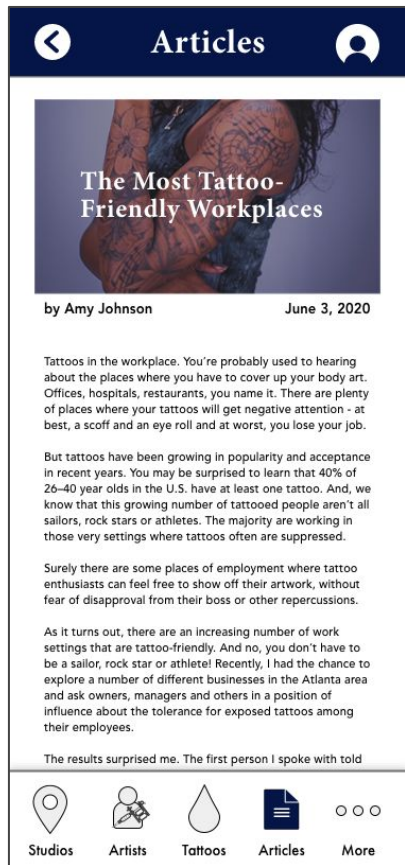 Articles
The Most Tattoo-
Friendly Workplaces
by Amy Johnson June 3, 2020
Tattoos in the workplace. You're probably used to hearing
about the places where you have to cover up your body art.
Offices, hospitals, restaurants, you name it. There are plenty
of places where your tattoos will get negative attention - at
best, a scoff and an eye roll and at worst, you lose your job.
But tattoos have been growing in popularity and acceptance
in recent years. You may be surprised to learn that 40% of
26–40 year olds in the U.S. have at least one tattoo. And, we
know that this growing number of tattooed people aren't all
sailors, rock stars or athletes. The majority are working in
those very settings where tattoos often are suppressed.
Surely there are some places of employment where tattoo
enthusiasts can feel free to show off their artwork, without
fear of disapproval from their boss or other repercussions.
As it turns out, there are an increasing number of work
settings that are tattoo-friendly. And no, you don't have to
be a sailor, rock star or athlete! Recently, I had the chance to
explore a number of different businesses in the Atlanta area
and ask owners, managers and others in a position of
influence about the tolerance for exposed tattoos among
their employees.
The results surprised me. The first person I spoke with told
Studios Artists Tattoos Articles More